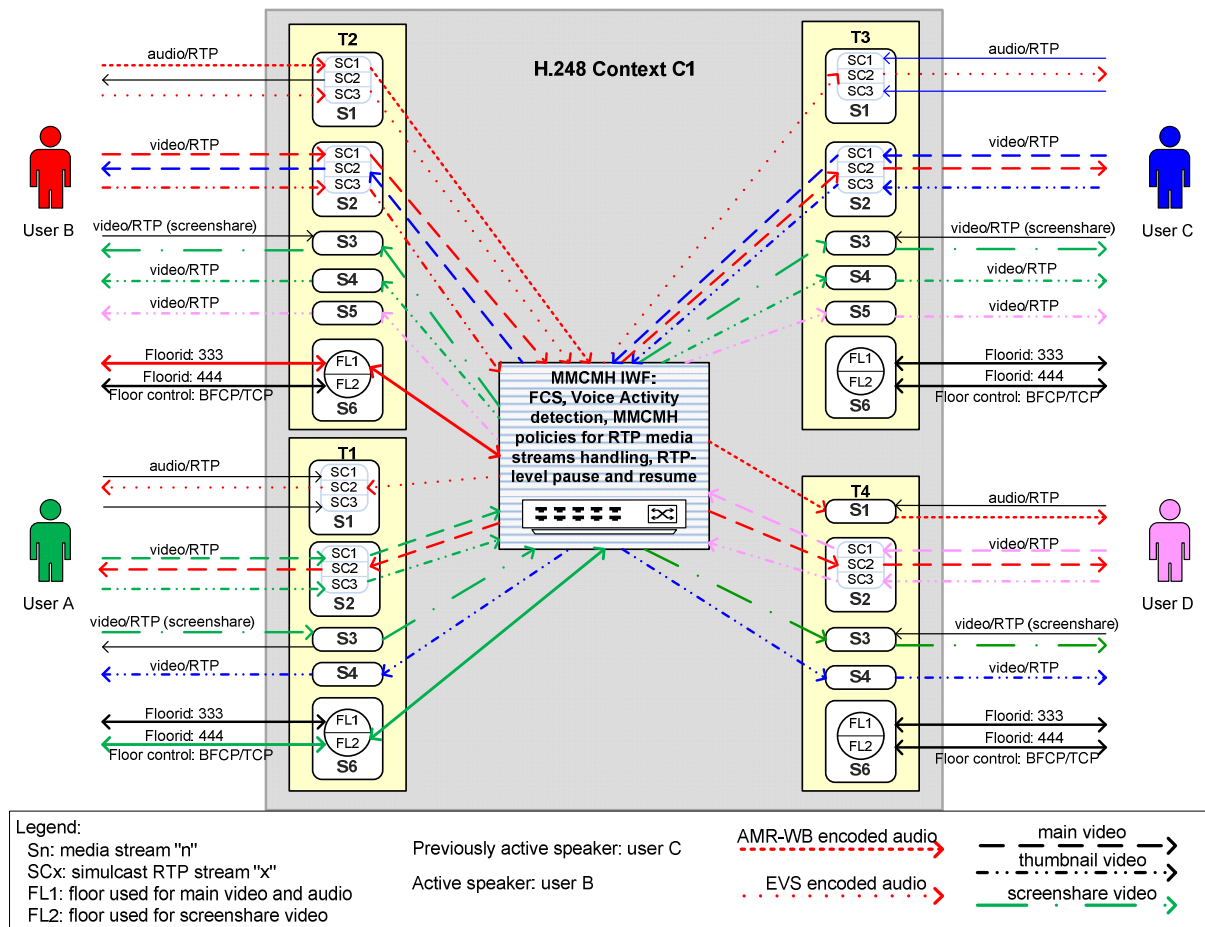 H.248 Context C1
T2
audio/RTP
SC1
SC2
SC3
S1
video/RTP
SC1
SC2
SC3
S2
User B
video/RTP (screenshare)
S3
video/RTP
S4
video/RTP
S5
Floorid: 333
Floorid: 444
Floor control: BFCP/TCP
FL1
FL2
S6
T3
audio/RTP
SC1
SC2
SC3
S1
video/RTP
SC1
SC2
SC3
S2
User C
video/RTP (screenshare)
S3
video/RTP
S4
video/RTP
S5
Floorid: 333
Floorid: 444
Floor control: BFCP/TCP
FL1
FL2
S6
MMCMH IWF:
FCS, Voice Activity
detection, MMCMH
policies for RTP media
streams handling, RTP-
level pause and resume
T1
audio/RTP
SC1
SC2
SC3
S1
video/RTP
SC1
SC2
SC3
S2
User A
video/RTP (screenshare)
S3
video/RTP
S4
Floorid: 333
Floorid: 444
Floor control: BFCP/TCP
FL1
FL2
S6
T4
audio/RTP
S1
video/RTP
SC1
SC2
SC3
S2
User D
video/RTP (screenshare)
S3
video/RTP
S4
Floorid: 333
Floorid: 444
Floor control: BFCP/TCP
FL1
FL2
S6
Legend:
Sn: media stream "n"
SCx: simulcast RTP stream "x"
FL1: floor used for main video and audio
FL2: floor used for screenshare video
Previously active speaker: user C
Active speaker: user B
AMR-WB encoded audio
EVS encoded audio
main video
thumbnail video
screenshare video